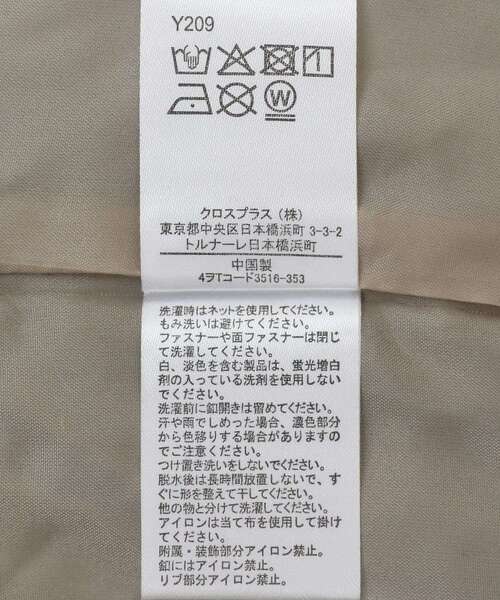 Y209
W
クロスプラス（株）
東京都中央区日本橋浜町 3-3-2
トルナーレ日本橋浜町
中国製
4ヲTコード3516-353
洗濯時はネットを使用してください。
もみ洗いは避けてください。
ファスナーや面ファスナーは閉じ
て洗濯してください。
白、淡色を含む製品は、蛍光増白
剤の入っている洗剤を使用しない
でください。
洗濯前に釦開きは留めてください。
汗や雨でしめった場合、濃色部分
から色移りする場合がありますの
でご注意ください。
つけ置き洗いをしないでください。
脱水後は長時間放置しないで、す
ぐに形を整えて干してください。
他の物と分けて洗濯してください。
アイロンは当て布を使用して掛け
てください。
附属・装飾部分アイロン禁止。
釦にはアイロン禁止。
リブ部分アイロン禁止。